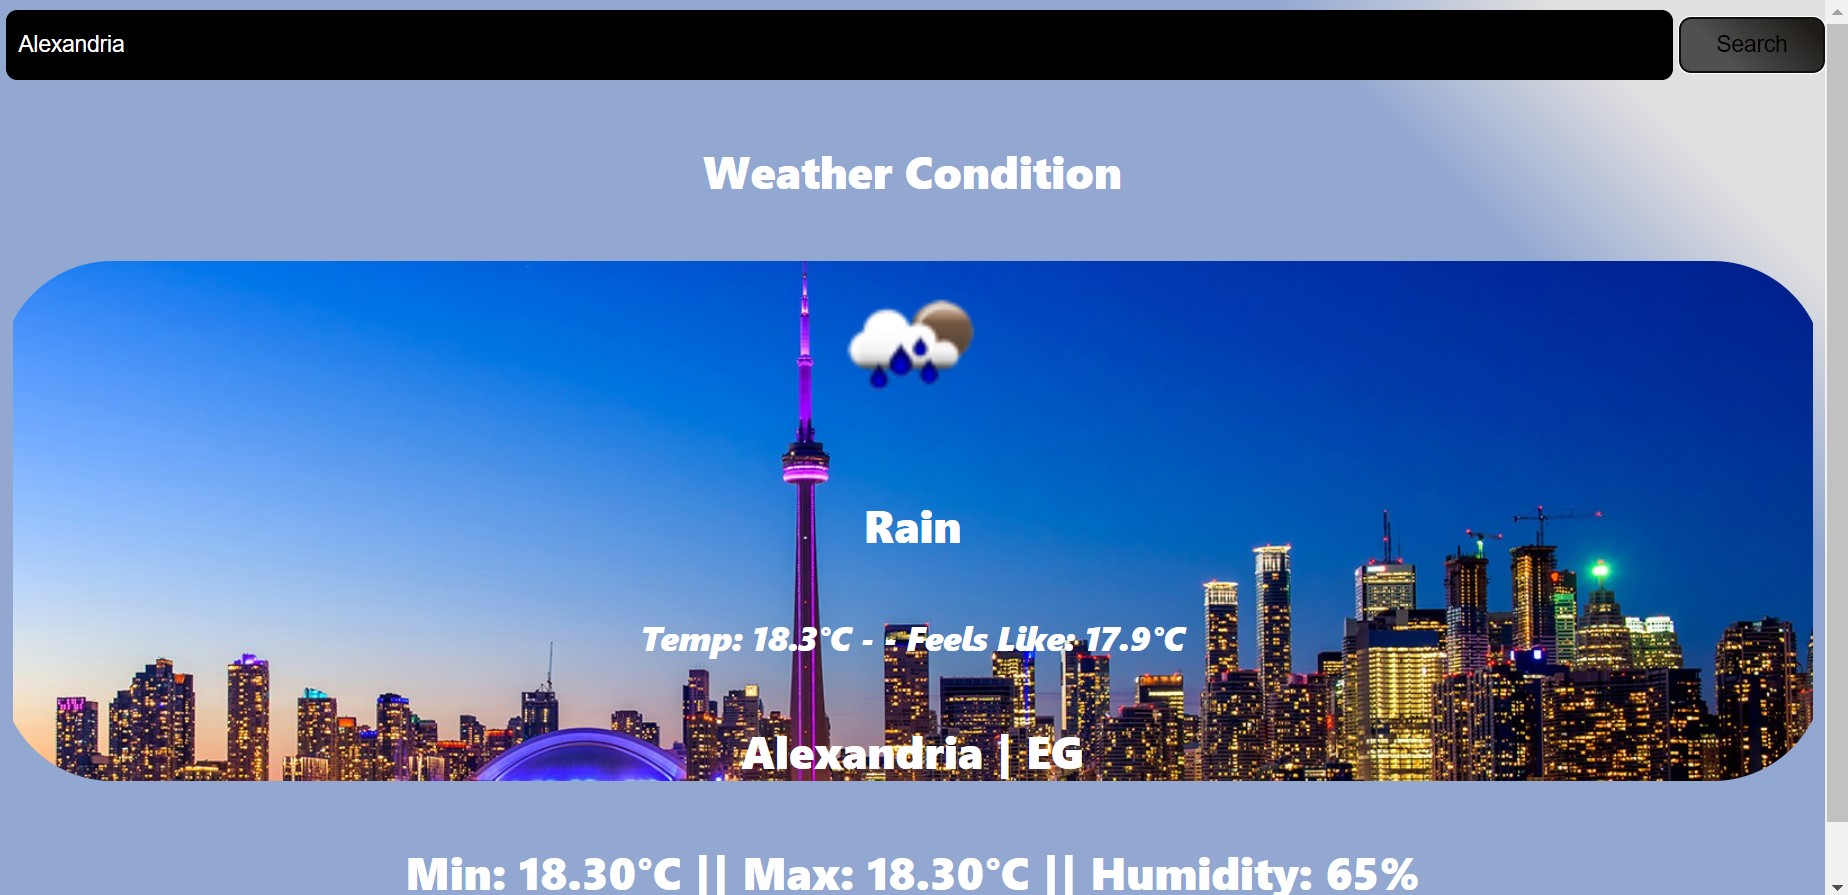 Alexandria
Search
Weather Condition
Rain
Temp: 18.3°C - - Feels Like: 17.9°C
Alexandria | EG
Min: 18.30°C || Max: 18.30°C || Humidity: 65%